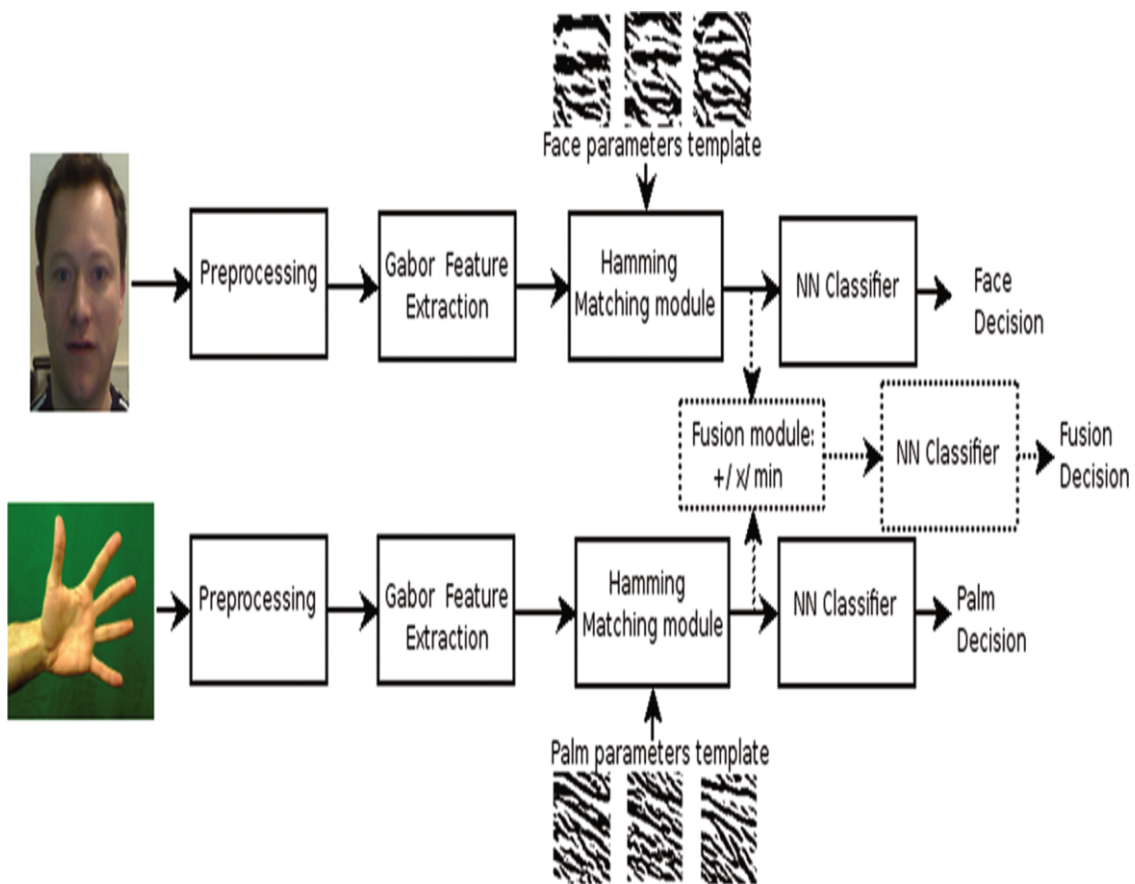 Face parameters template
Preprocessing
Gabor Feature
Extraction
Hamming
Matching module
NN Classifier
Face
Decision
Fusion module:
+/ x/ min
NN Classifier
Fusion
Decision
Preprocessing
Gabor Feature
Extraction
Hamming
Matching module
NN Classifier
Palm
Decision
Palm parameters template